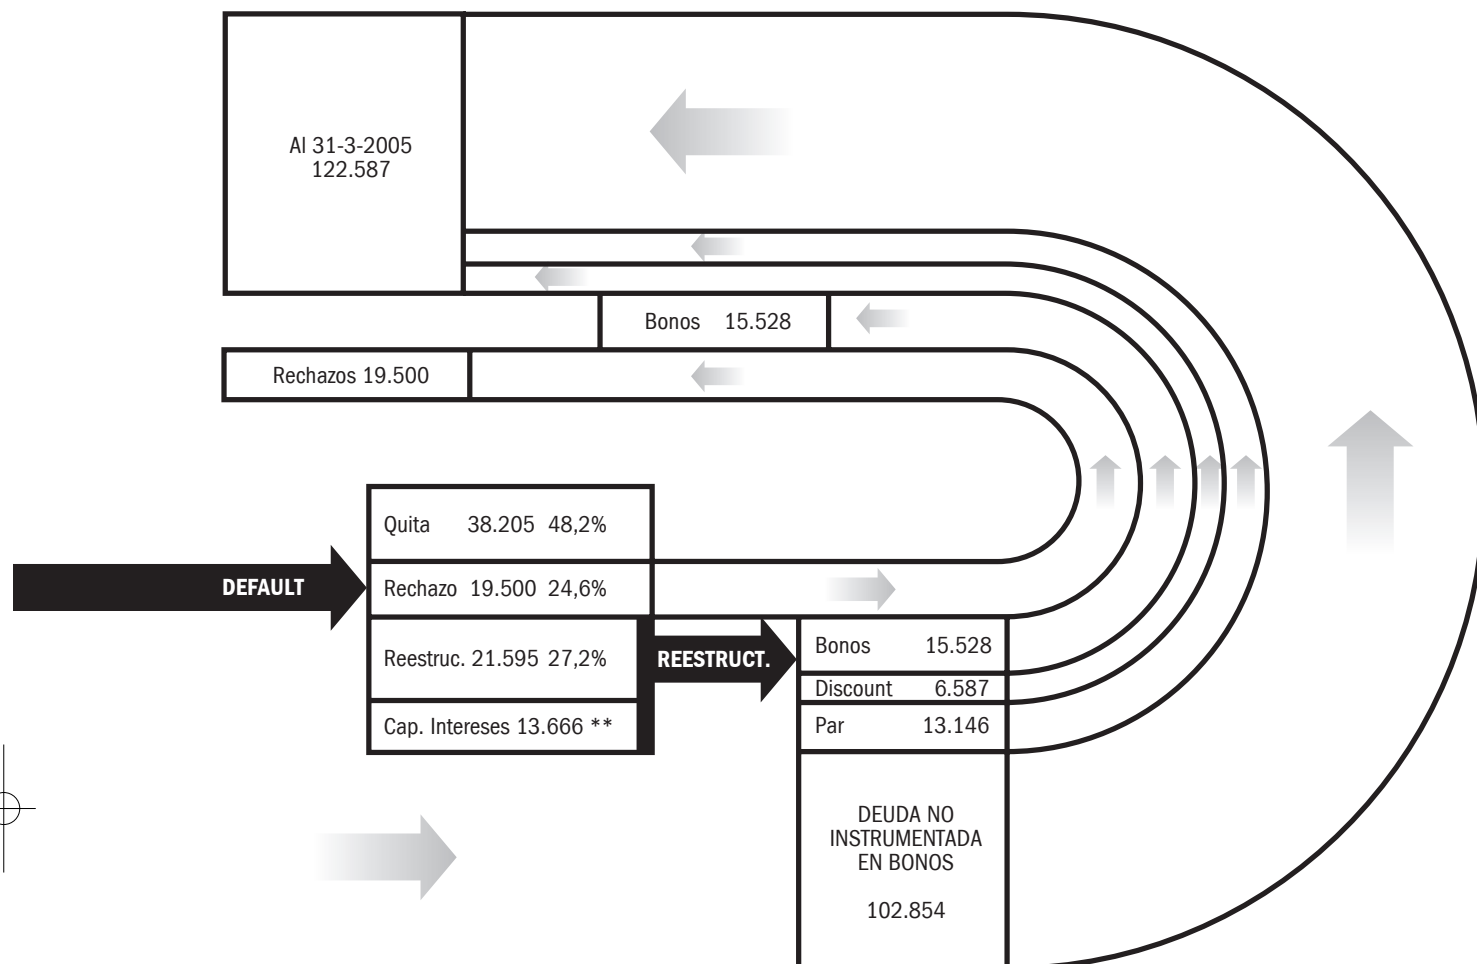 Al 31-3-2005
122.587
Bonos 15.528
Rechazos 19.500
Quita 38.205 48,2%
DEFAULT
Rechazo 19.500 24,6%
Reestruc. 21.595 27,2%
REESTRUCT.
Cap. Intereses 13.666 **
Bonos 15.528
Discount 6.587
Par 13.146
DEUDA NO
INSTRUMENTADA
EN BONOS
102.854